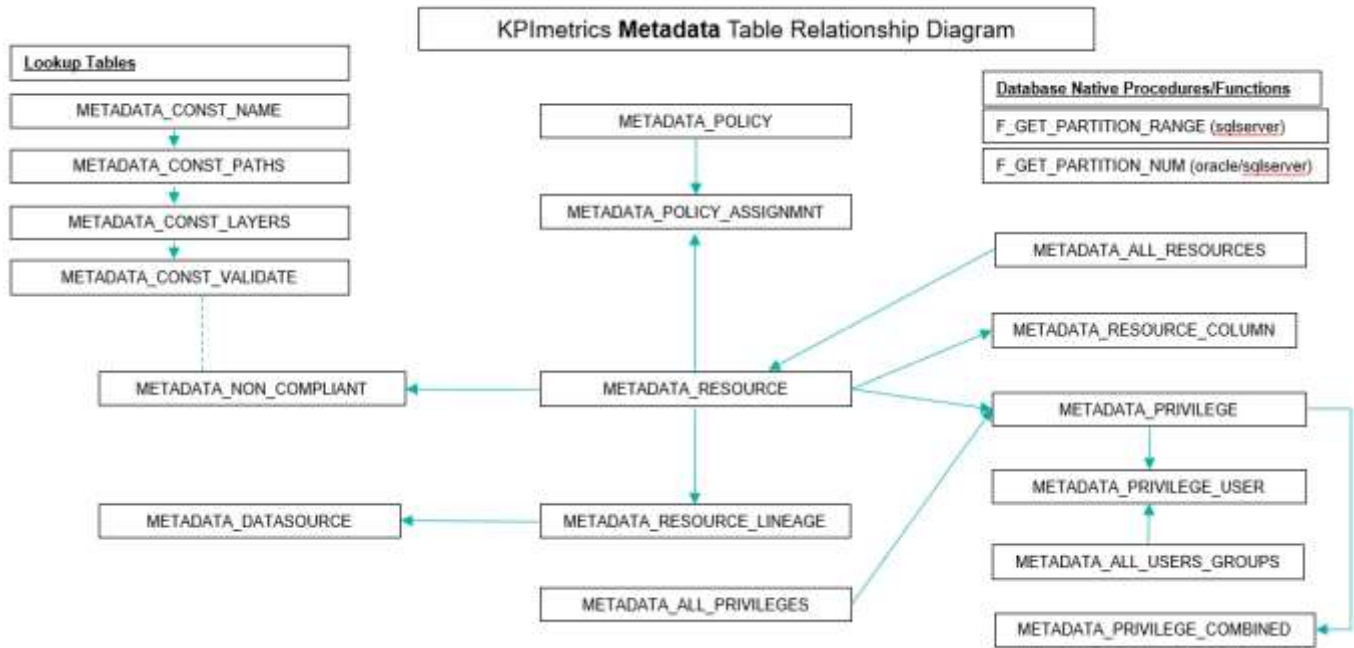 KPImetrics Metadata Table Relationship Diagram
Lookup Tables
METADATA_CONST_NAME
METADATA_CONST_PATHS
METADATA_CONST_LAYERS
METADATA_CONST_VALIDATE
METADATA_POLICY
METADATA_POLICY_ASSIGNMNT
Database Native Procedures/Functions
F_GET_PARTITION_RANGE (sqlserver)
F_GET_PARTITION_NUM (oracle/sqlserver)
METADATA_ALL_RESOURCES
METADATA_RESOURCE_COLUMN
METADATA_NON_COMPLIANT
METADATA_RESOURCE
METADATA_PRIVILEGE
METADATA_PRIVILEGE_USER
METADATA_DATASOURCE
METADATA_RESOURCE_LINEAGE
METADATA_ALL_USERS_GROUPS
METADATA_ALL_PRIVILEGES
METADATA_PRIVILEGE_COMBINED